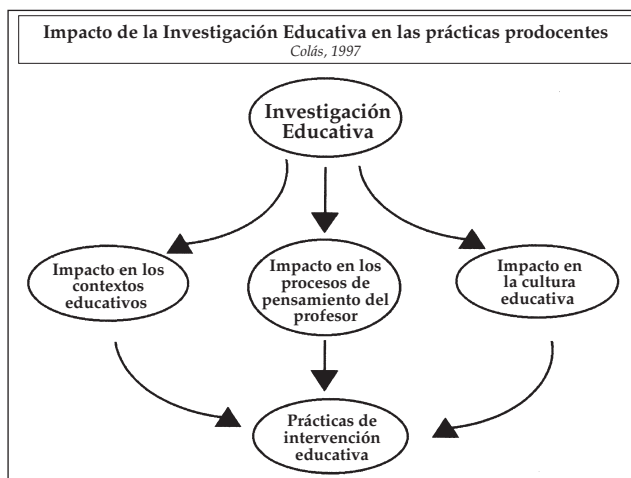 Impacto de la Investigación Educativa en las prácticas prodocentes
Colás, 1997
Investigación
Educativa
Impacto en los
contextos
educativos
Impacto en los
procesos de
pensamiento del
profesor
Impacto en
la cultura
educativa
Prácticas de
intervención
educativa